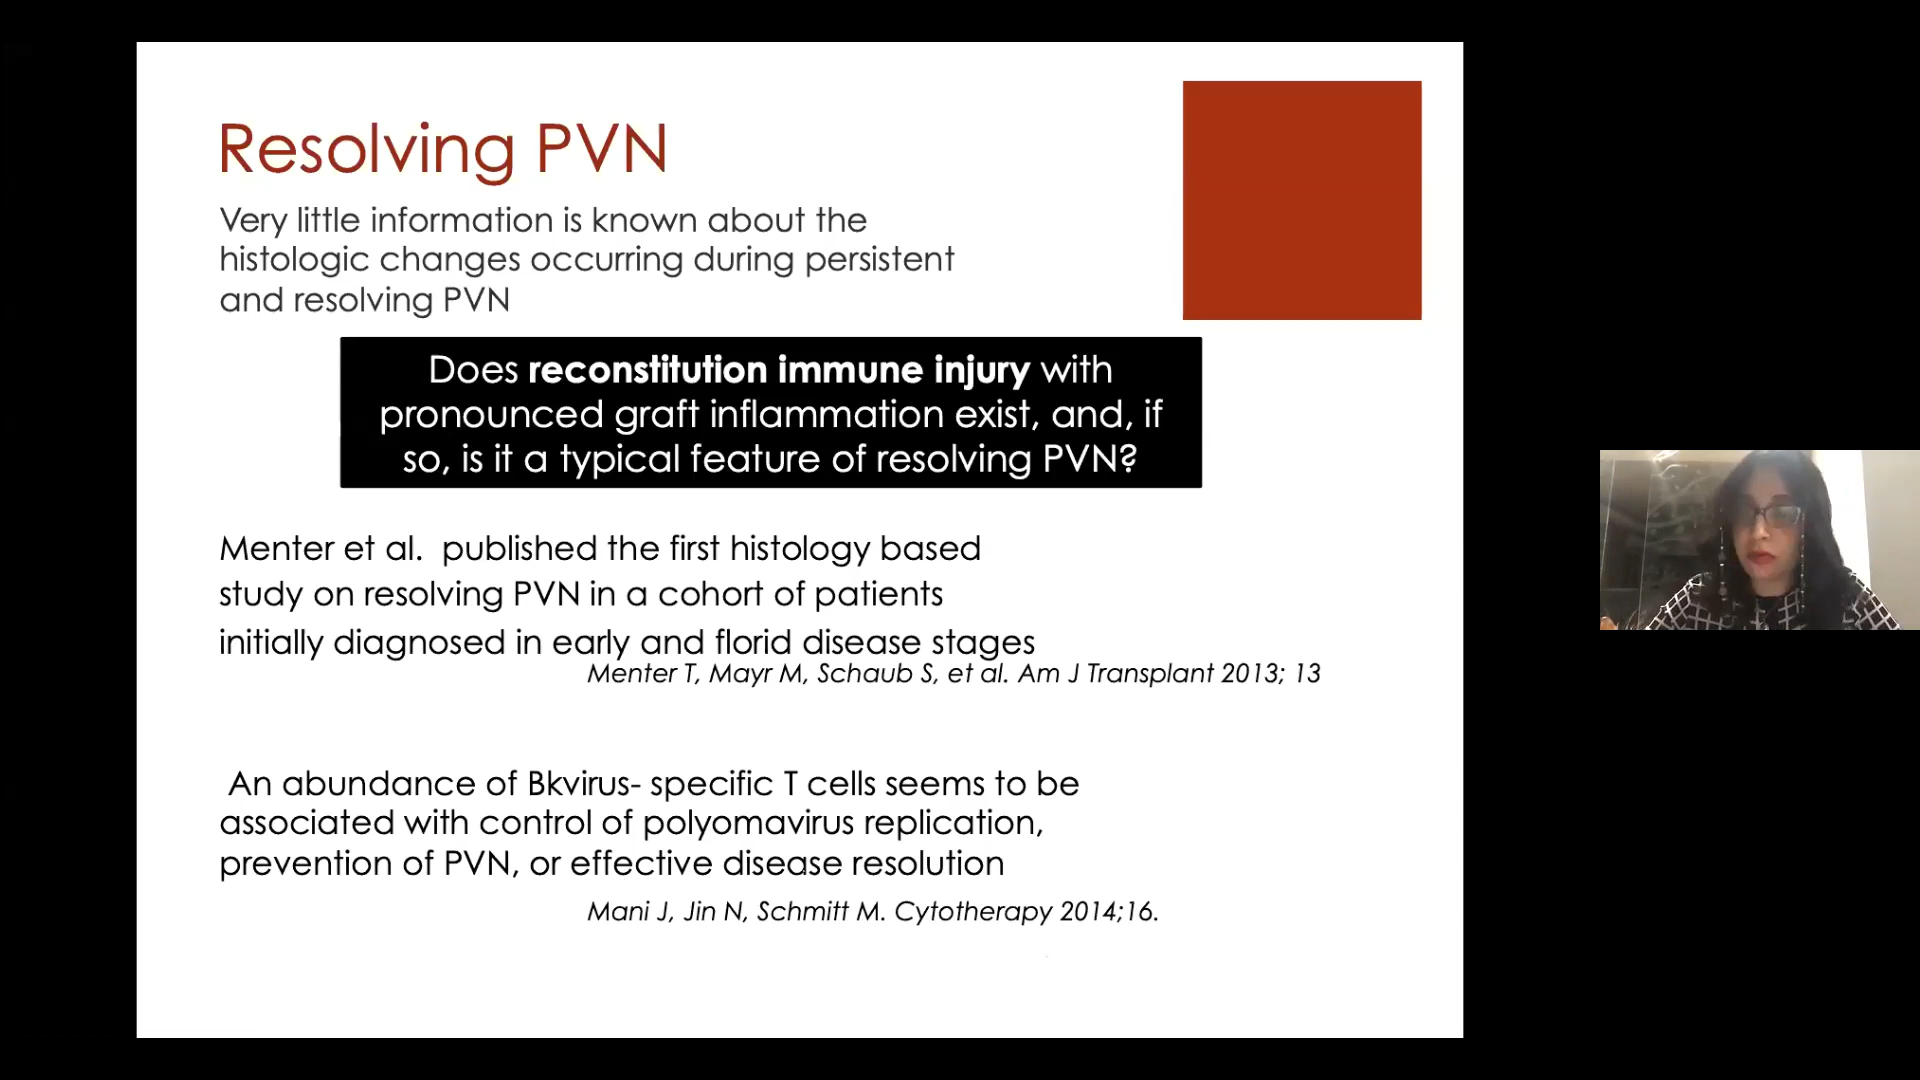 Resolving PVN
Very little information is known about the
histologic changes occurring during persistent
and resolving PVN
Does reconstitution immune injury with
pronounced graft inflammation exist, and, if
so, is it a typical feature of resolving PVN?
Menter et al.  published the first histology based
study on resolving PVN in a cohort of patients
initially diagnosed in early and florid disease stages
Menter T, Mayr M, Schaub S, et al. Am J Transplant 2013; 13
An abundance of Bkvirus- specific T cells seems to be
associated with control of polyomavirus replication,
prevention of PVN, or effective disease resolution
Mani J, Jin N, Schmitt M. Cytotherapy 2014;16.